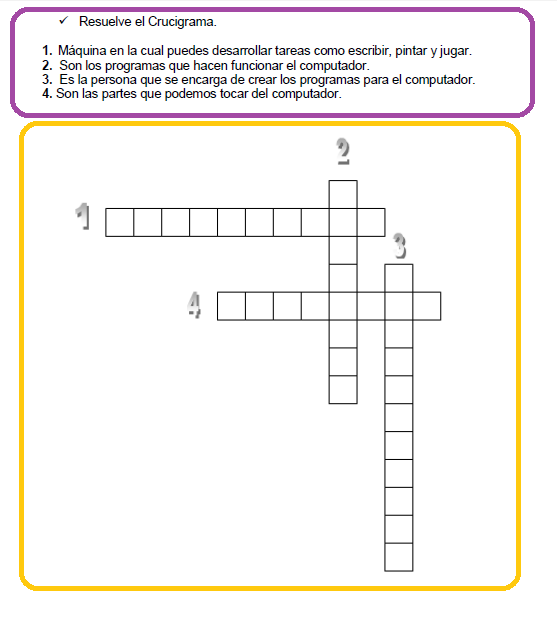 ✓ Resuelve el Crucigrama.
1. Máquina en la cual puedes desarrollar tareas como escribir, pintar y jugar.
2. Son los programas que hacen funcionar el computador.
3. Es la persona que se encarga de crear los programas para el computador.
4. Son las partes que podemos tocar del computador.
2
1
3
4